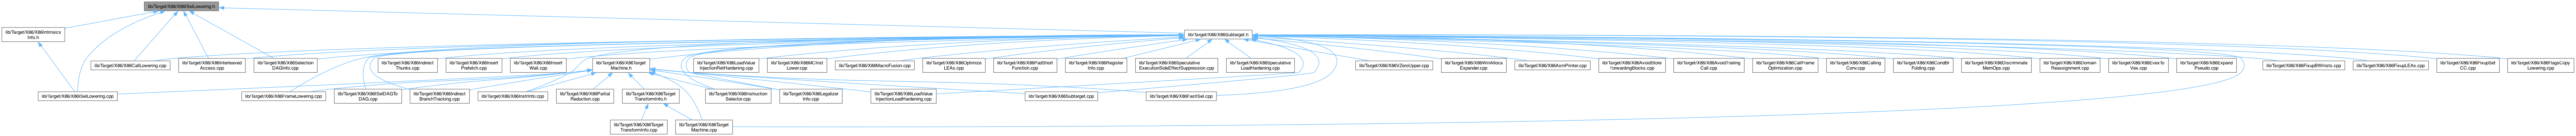 lib/Target/X86/X86ISelLowering.h
lib/Target/X86/X86Intrinsics
Info.h
lib/Target/X86/X86Subtarget.h
lib/Target/X86/X86CallLowering.cpp
lib/Target/X86/X86Interleaved
Access.cpp
lib/Target/X86/X86Selection
DAGInfo.cpp
lib/Target/X86/X86Indirect
Thunks.cpp
lib/Target/X86/X86Insert
Prefetch.cpp
lib/Target/X86/X86Insert
Wait.cpp
lib/Target/X86/X86Target
Machine.h
lib/Target/X86/X86LoadValue
InjectionRetHardening.cpp
lib/Target/X86/X86MCInst
Lower.cpp
lib/Target/X86/X86MacroFusion.cpp
lib/Target/X86/X86Optimize
LEAs.cpp
lib/Target/X86/X86PadShort
Function.cpp
lib/Target/X86/X86Register
Info.cpp
lib/Target/X86/X86Speculative
ExecutionSideEffectSuppression.cpp
lib/Target/X86/X86Speculative
LoadHardening.cpp
lib/Target/X86/X86VZeroUpper.cpp
lib/Target/X86/X86WinAlloca
Expander.cpp
lib/Target/X86/X86AsmPrinter.cpp
lib/Target/X86/X86AvoidStore
ForwardingBlocks.cpp
lib/Target/X86/X86AvoidTrailing
Call.cpp
lib/Target/X86/X86CallFrame
Optimization.cpp
lib/Target/X86/X86Calling
Conv.cpp
lib/Target/X86/X86CondBr
Folding.cpp
lib/Target/X86/X86Discriminate
MemOps.cpp
lib/Target/X86/X86Domain
Reassignment.cpp
lib/Target/X86/X86EvexTo
Vex.cpp
lib/Target/X86/X86Expand
Pseudo.cpp
lib/Target/X86/X86FixupBWInsts.cpp
lib/Target/X86/X86FixupLEAs.cpp
lib/Target/X86/X86FixupSet
CC.cpp
lib/Target/X86/X86FlagsCopy
Lowering.cpp
lib/Target/X86/X86ISelLowering.cpp
lib/Target/X86/X86FrameLowering.cpp
lib/Target/X86/X86ISelDAGTo
DAG.cpp
lib/Target/X86/X86Indirect
BranchTracking.cpp
lib/Target/X86/X86InstrInfo.cpp
lib/Target/X86/X86Partial
Reduction.cpp
lib/Target/X86/X86Target
TransformInfo.h
lib/Target/X86/X86Instruction
Selector.cpp
lib/Target/X86/X86Legalizer
Info.cpp
lib/Target/X86/X86LoadValue
InjectionLoadHardening.cpp
lib/Target/X86/X86Subtarget.cpp
lib/Target/X86/X86FastISel.cpp
lib/Target/X86/X86Target
TransformInfo.cpp
lib/Target/X86/X86Target
Machine.cpp